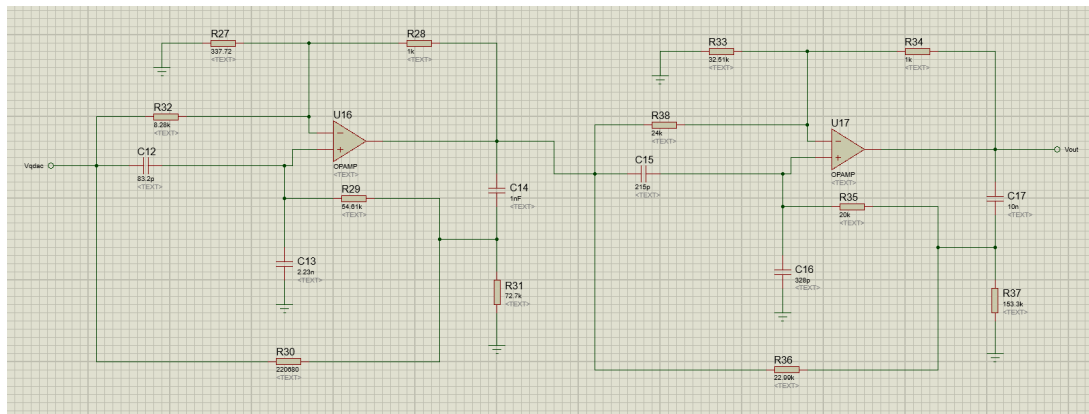 R27
337.72
<TEXT>
R28
1k
<TEXT>
R32
8.28k
<TEXT>
U16
OPAMP
C12
83.2p
<TEXT>
Vqdac
R29
54.61k
<TEXT>
C14
1nF
<TEXT>
C13
2.23n
<TEXT>
R31
72.7k
<TEXT>
R30
220680
<TEXT>
R33
32.51k
<TEXT>
R34
1k
<TEXT>
R38
24k
<TEXT>
U17
OPAMP
C15
215p
<TEXT>
Vout
R35
20k
<TEXT>
C17
10n
<TEXT>
C16
328p
<TEXT>
R37
153.3k
<TEXT>
R36
22.99k
<TEXT>